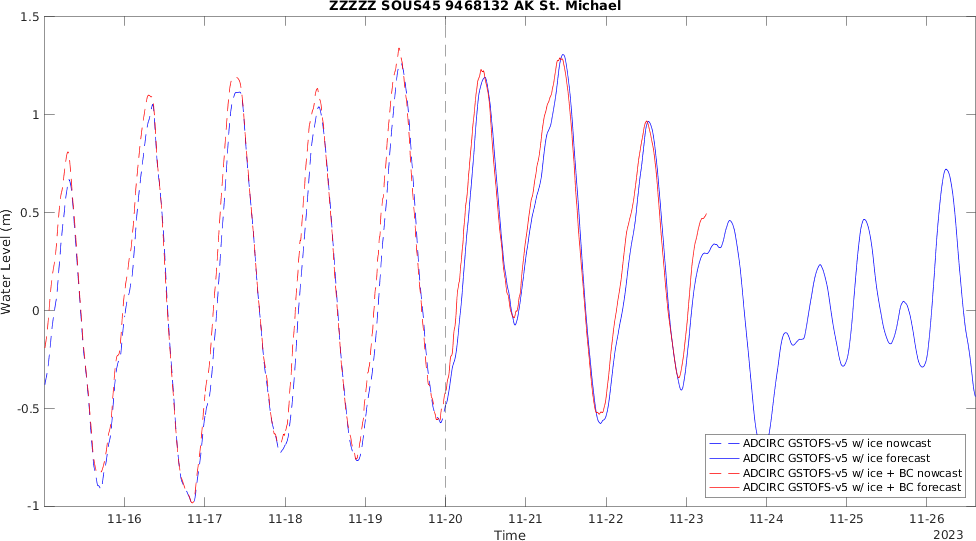 ZZZZZ SOUS45 9468132 AK St. Michael
Water Level (m)
1.5
1
0.5
0
-0.5
-1
11-16
11-17
11-18
11-19
11-20
11-21
11-22
11-23
11-24
11-25
11-26
2023
Time
ADCIRC GSTOFS-v5 w/ ice nowcast
ADCIRC GSTOFS-v5 w/ ice forecast
ADCIRC GSTOFS-v5 w/ ice + BC nowcast
ADCIRC GSTOFS-v5 w/ ice + BC forecast